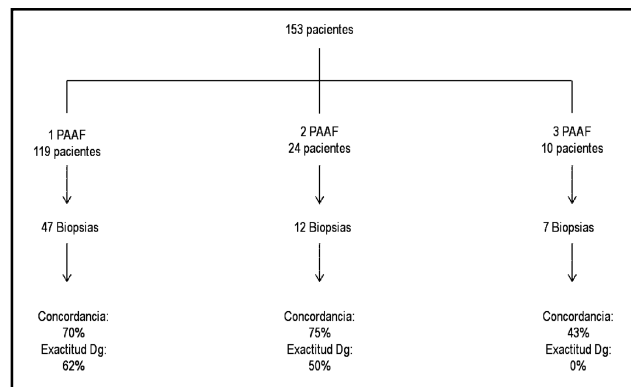 153 pacientes
1 PAAF
119 pacientes
2 PAAF
24 pacientes
3 PAAF
10 pacientes
47 Biopsias
12 Biopsias
7 Biopsias
Concordancia:
70%
Exactitud Dg:
62%
Concordancia:
75%
Exactitud Dg:
50%
Concordancia:
43%
Exactitud Dg:
0%